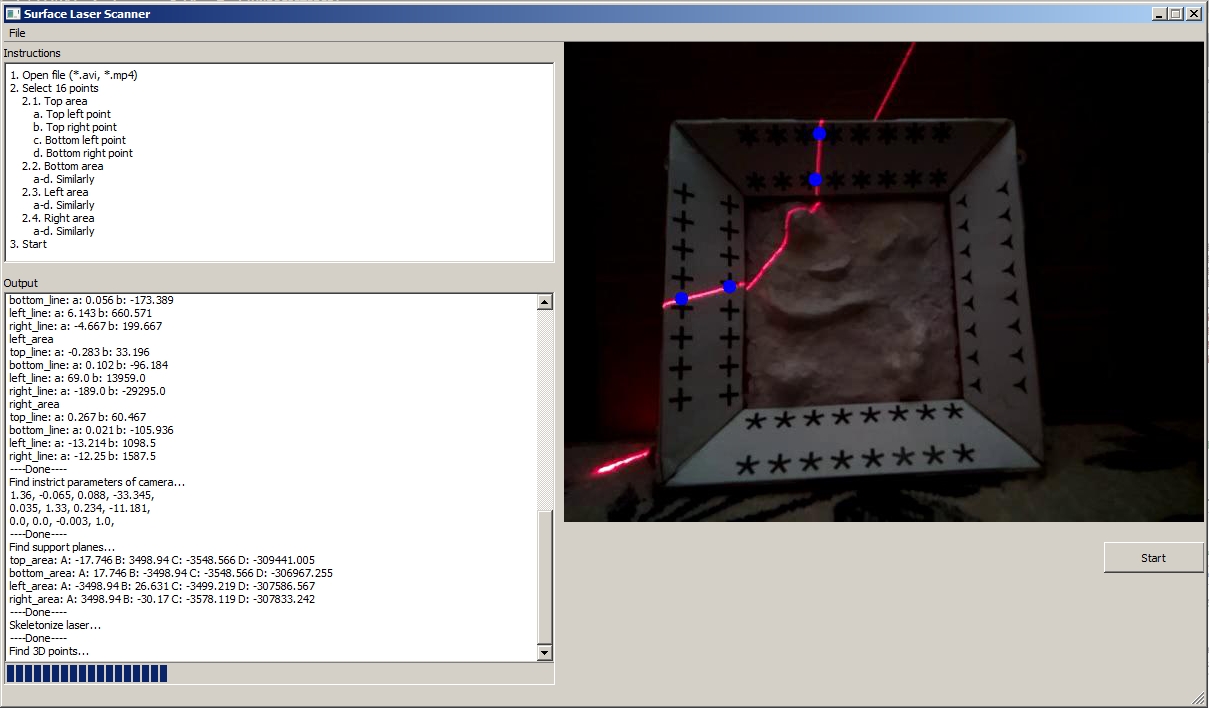 Surface Laser Scanner
File
Instructions
1. Open file (*.avi, *.mp4)
2. Select 16 points
2.1. Top area
a. Top left point
b. Top right point
c. Bottom left point
d. Bottom right point
2.2. Bottom area
a-d. Similarly
2.3. Left area
a-d. Similarly
2.4. Right area
a-d. Similarly
3. Start
Output
bottom_line: a: 0.056 b: -173.389
left_line: a: 6.143 b: 660.571
right_line: a: -4.667 b: 199.667
left_area
top_line: a: -0.283 b: 33.196
bottom_line: a: 0.102 b: -96.184
left_line: a: 69.0 b: 13959.0
right_line: a: -189.0 b: -29295.0
right_area
top_line: a: 0.267 b: 60.467
bottom_line: a: 0.021 b: -105.936
left_line: a: -13.214 b: 1098.5
right_line: a: -12.25 b: 1587.5
----Done----
Find instrict parameters of camera...
1.36, -0.065, 0.088, -33.345,
0.035, 1.33, 0.234, -11.181,
0.0, 0.0, -0.003, 1.0,
----Done----
Find support planes...
top_area: A: -17.746 B: 3498.94 C: -3548.566 D: -309441.005
bottom_area: A: 17.746 B: -3498.94 C: -3548.566 D: -306967.255
left_area: A: -3498.94 B: 26.631 C: -3499.219 D: -307586.567
right_area: A: 3498.94 B: -30.17 C: -3578.119 D: -307833.242
----Done----
Skeletonize laser...
----Done----
Find 3D points...
Start